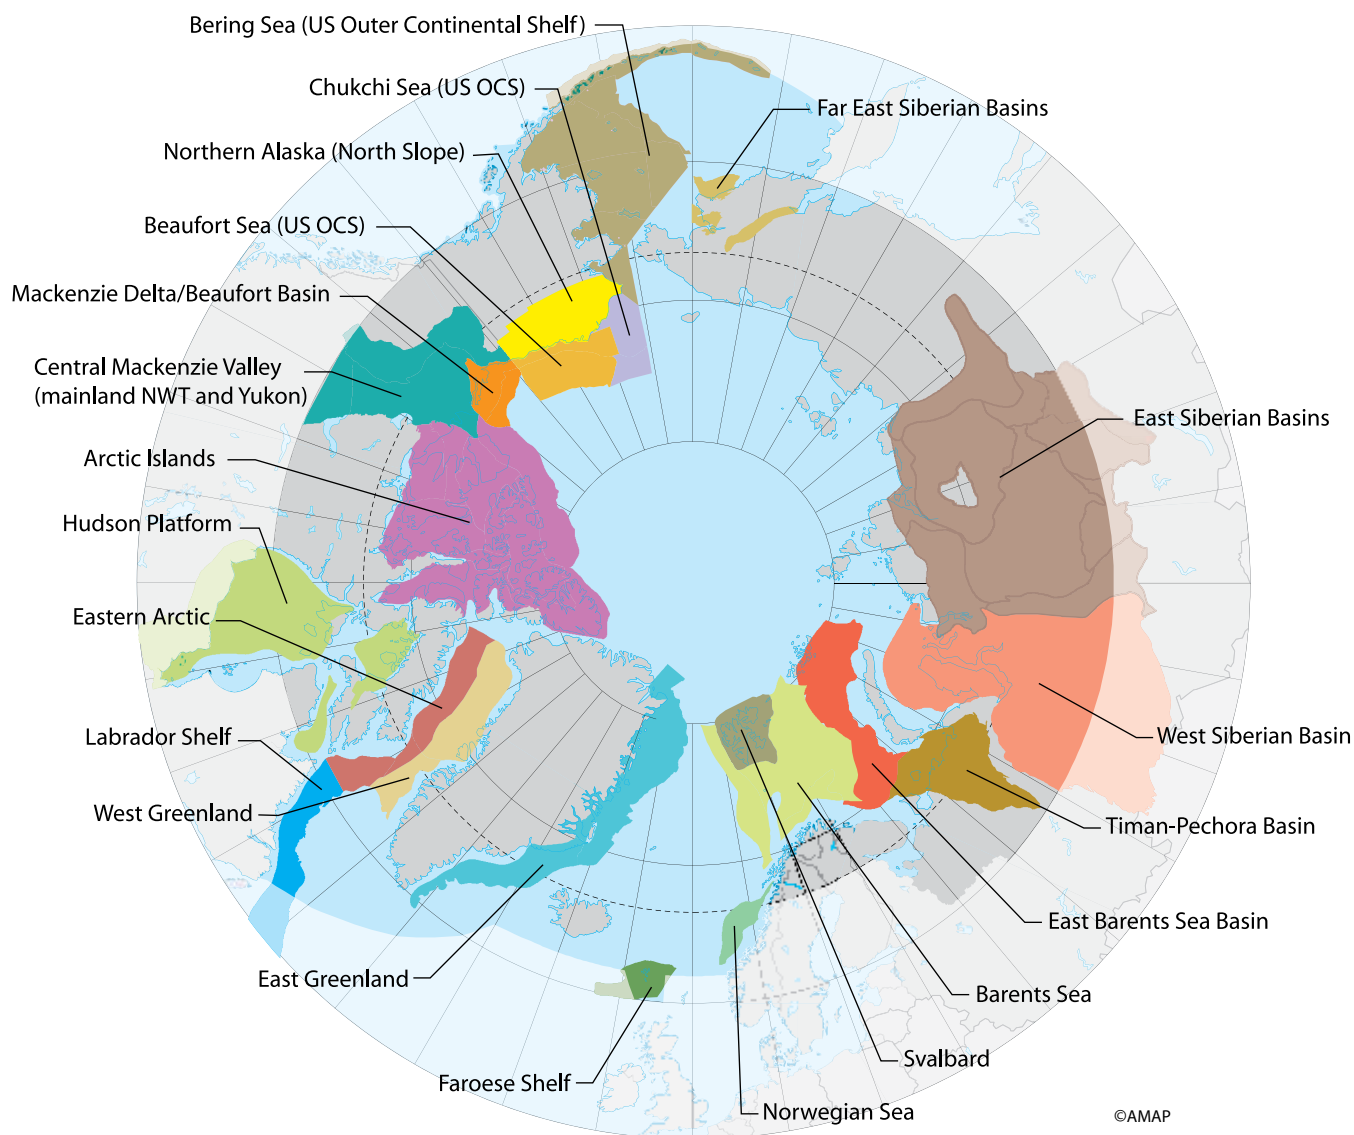 Bering Sea (US Outer Continental Shelf)
Chukchi Sea (US OCS)
Far East Siberian Basins
Northern Alaska (North Slope)
Beaufort Sea (US OCS)
Mackenzie Delta/Beaufort Basin
Central Mackenzie Valley
(mainland NWT and Yukon)
East Siberian Basins
Arctic Islands
Hudson Platform
Eastern Arctic
Labrador Shelf
West Siberian Basin
West Greenland
Timan-Pechora Basin
East Barents Sea Basin
East Greenland
Barents Sea
Svalbard
Faroese Shelf
Norwegian Sea
©AMAP